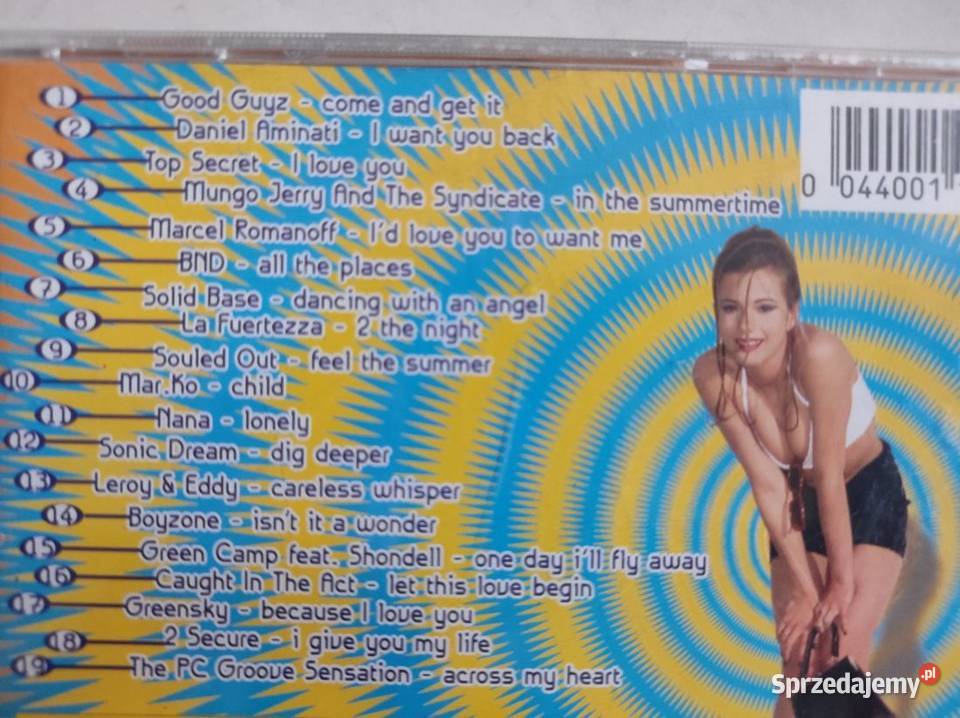 1 Good Guyz - come and get it
2 Daniel Aminati - I want you back
3 Top Secret - I love you
4 Mungo Jerry And The Syndicate - in the summertime
5 Marcel Romanoff - I'd love you to want me
6 BND - all the places
7 Solid Base - dancing with an angel
8 La Fuertezza - 2 the night
9 Souled Out - feel the summer
10 Mar.Ko - child
11 Nana - lonely
12 Sonic Dream - dig deeper
13 Leroy & Eddy - careless whisper
14 Boyzone - isn't it a wonder
15 Green Camp feat. Shondell - one day i'll fly away
16 Caught In The Act - let this love begin
17 Greensky - because I love you
18 2 Secure - i give you my life
19 The PC Groove Sensation - across my heart
0 044001
Sprzedajemy.pl